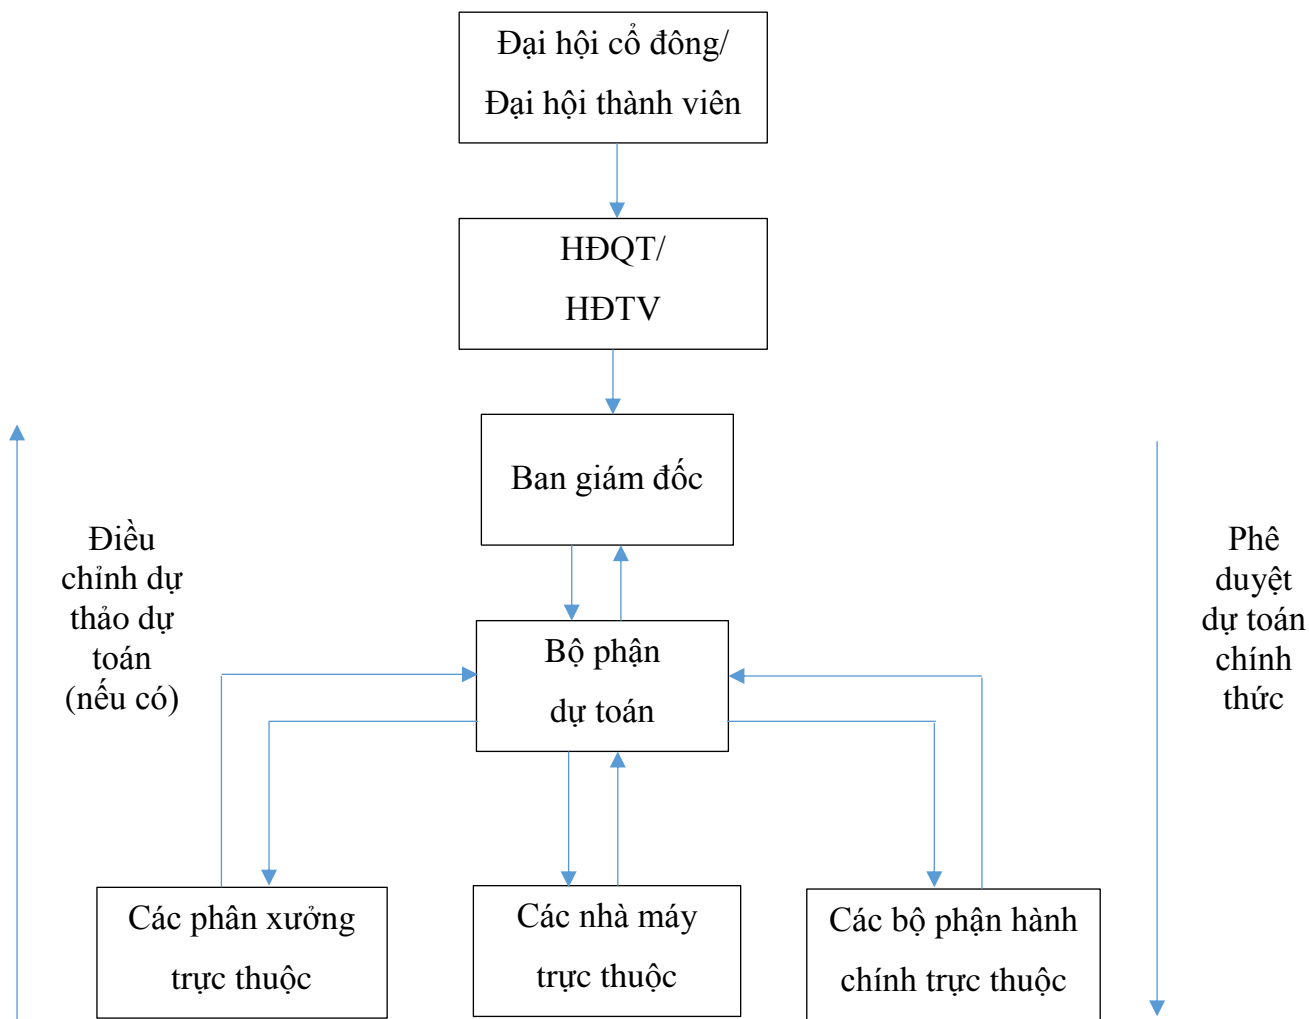 Đại hội cổ đông/
Đại hội thành viên
HĐQT/
HĐTV
Ban giám đốc
Điều
chỉnh dự
thảo dự
toán
(nếu có)
Phê
duyệt
dự toán
chính
thức
Bộ phận
dự toán
Các phân xưởng
trực thuộc
Các nhà máy
trực thuộc
Các bộ phận hành
chính trực thuộc